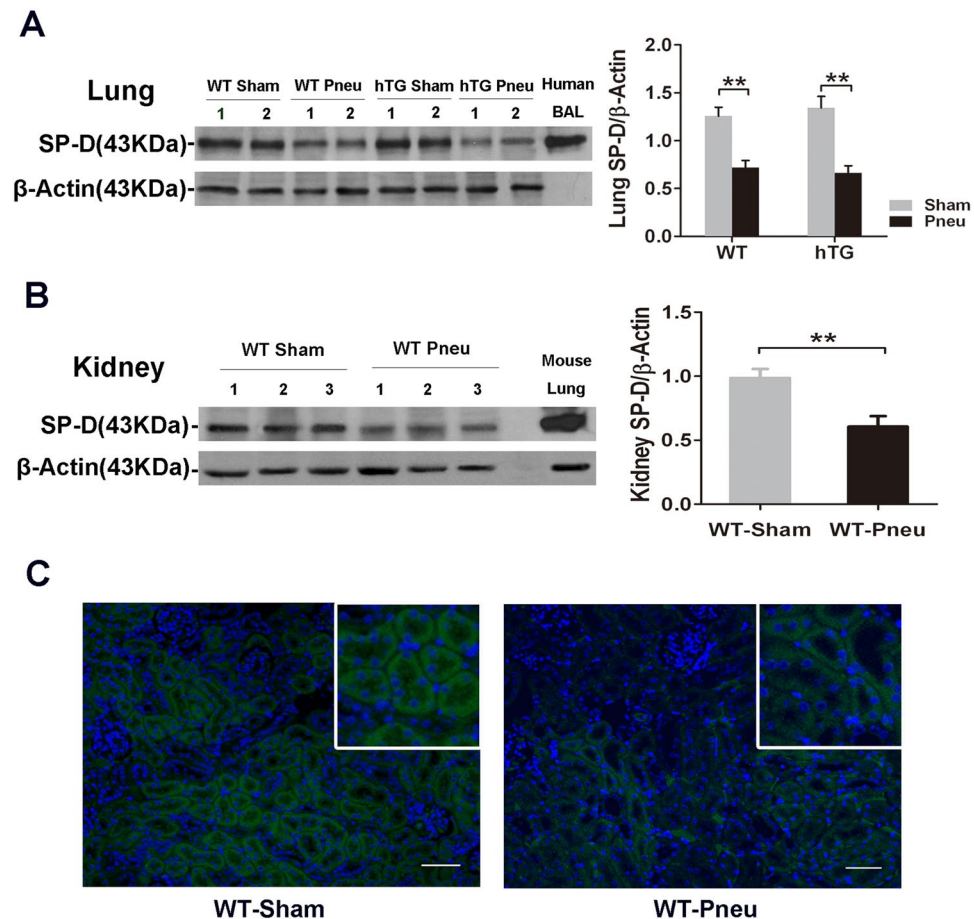 A
Lung
WT Sham WT Pneu hTG Sham hTG Pneu Human
1 2 1 2 1 2 1 2 BAL
SP-D(43KDa)-
β-Actin(43KDa)-
Lung SP-D/β-Actin
2.0
1.5
1.0
0.5
0.0
** **
WT hTG
Sham
Pneu
B
Kidney
WT Sham WT Pneu Mouse
1 2 3 1 2 3 Lung
SP-D(43KDa)-
β-Actin(43KDa)-
Kidney SP-D/β-Actin
1.5
1.0
0.5
0.0
**
WT-Sham WT-Pneu
C
WT-Sham WT-Pneu